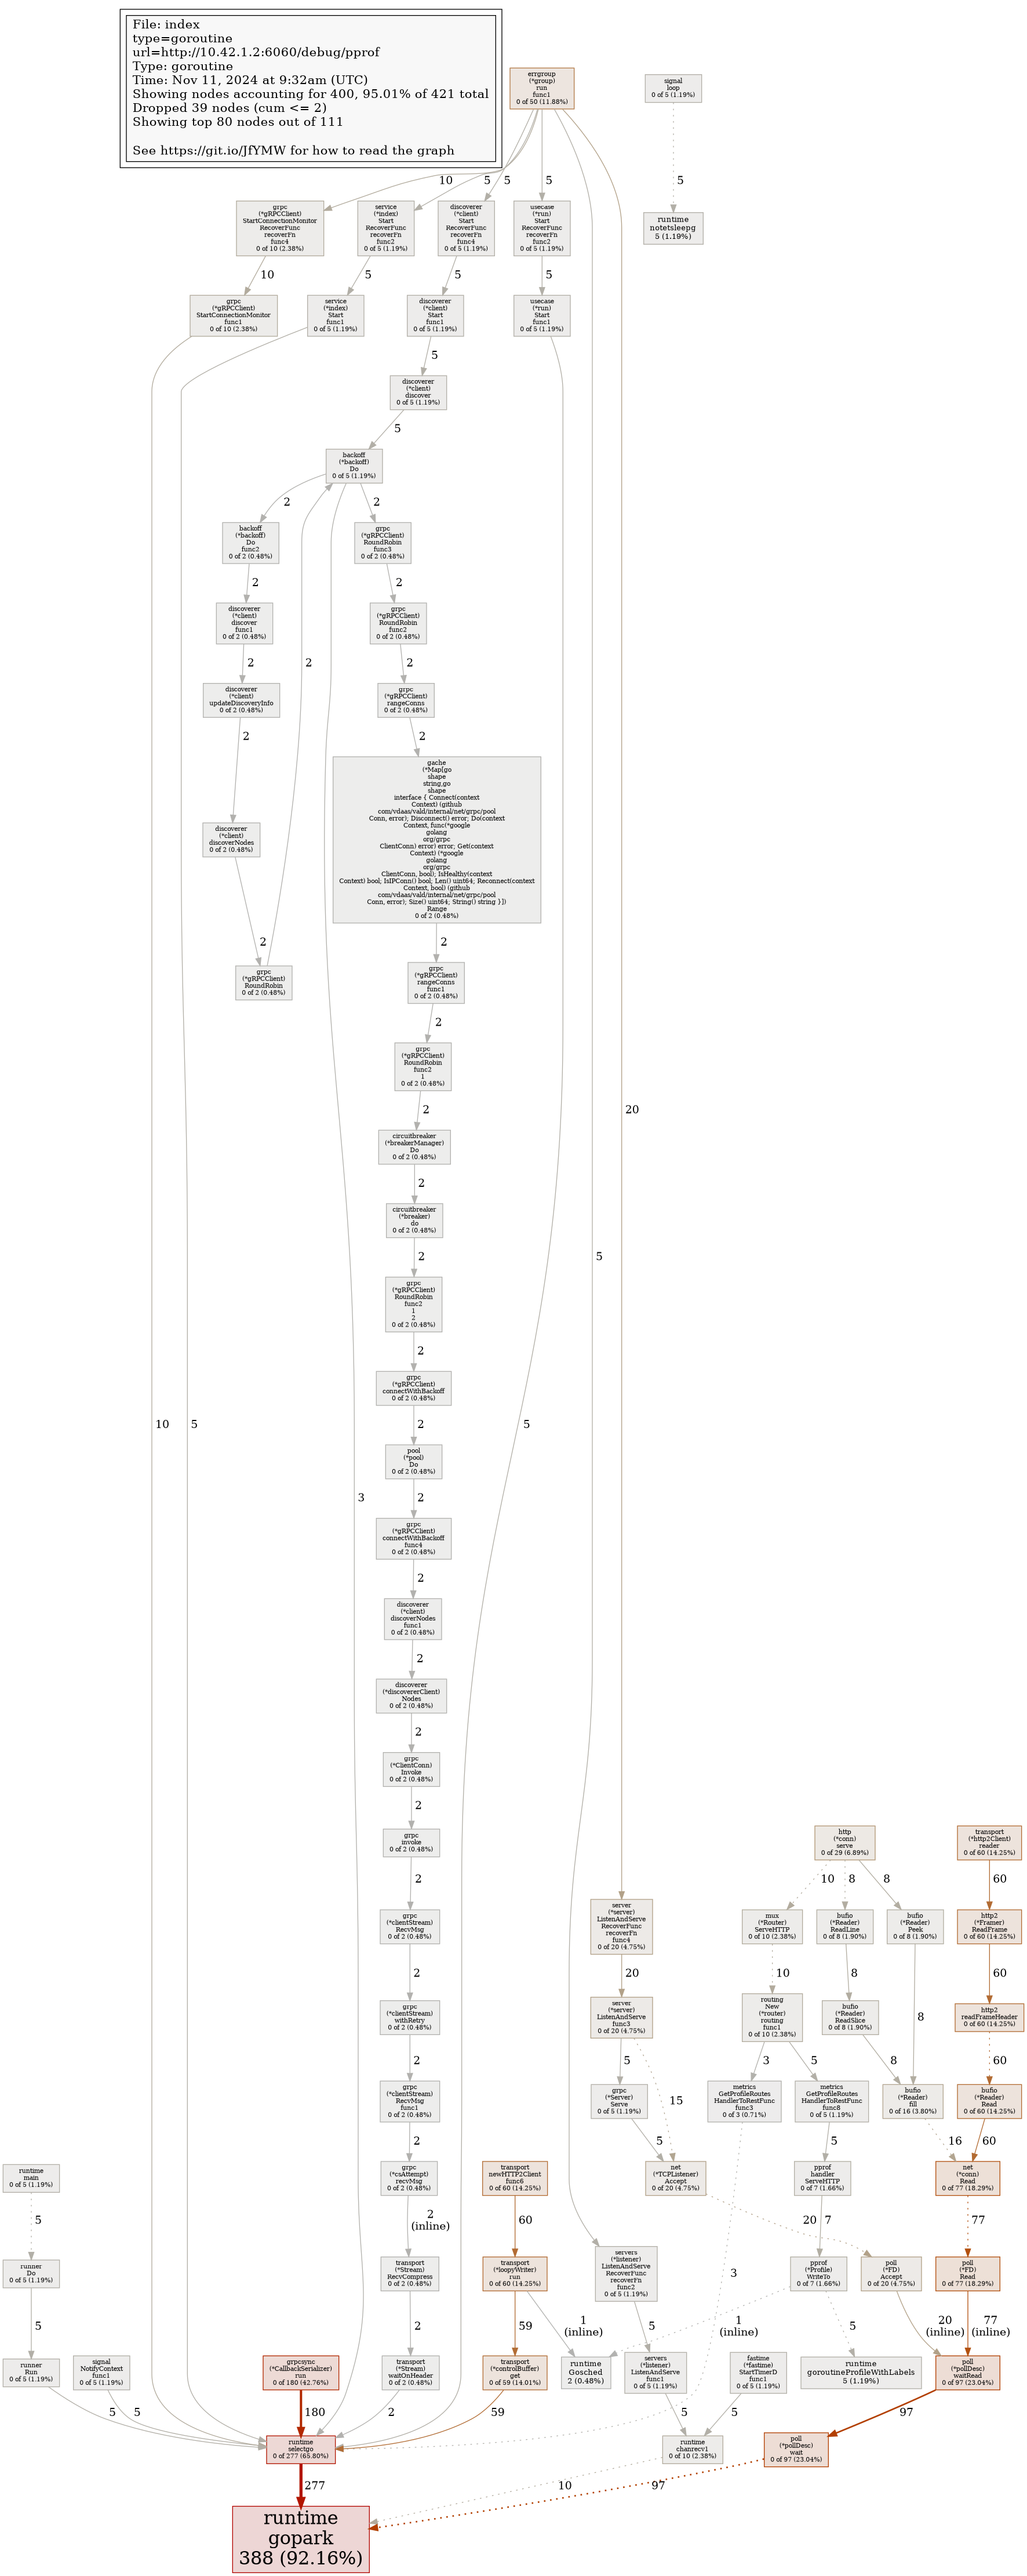 File: index
type=goroutine
url=http://10.42.1.2:6060/debug/pprof
Type: goroutine
Time: Nov 11, 2024 at 9:32am (UTC)
Showing nodes accounting for 400, 95.01% of 421 total
Dropped 39 nodes (cum <= 2)
Showing top 80 nodes out of 111
See https://git.io/JfYMW for how to read the graph
errgroup
(*group)
run
func1
0 of 50 (11.88%)
signal
loop
0 of 5 (1.19%)
10
5
5
5
5
grpc
(*gRPCClient)
StartConnectionMonitor
RecoverFunc
recoverFn
func4
0 of 10 (2.38%)
service
(*index)
Start
RecoverFunc
recoverFn
func2
0 of 5 (1.19%)
discoverer
(*client)
Start
RecoverFunc
recoverFn
func4
0 of 5 (1.19%)
usecase
(*run)
Start
RecoverFunc
recoverFn
func2
0 of 5 (1.19%)
runtime
notetsleepg
5 (1.19%)
10
5
5
5
grpc
(*gRPCClient)
StartConnectionMonitor
func1
0 of 10 (2.38%)
service
(*index)
Start
func1
0 of 5 (1.19%)
discoverer
(*client)
Start
func1
0 of 5 (1.19%)
usecase
(*run)
Start
func1
0 of 5 (1.19%)
5
discoverer
(*client)
discover
0 of 5 (1.19%)
5
backoff
(*backoff)
Do
0 of 5 (1.19%)
2
2
backoff
(*backoff)
Do
func2
0 of 2 (0.48%)
grpc
(*gRPCClient)
RoundRobin
func3
0 of 2 (0.48%)
2
2
discoverer
(*client)
discover
func1
0 of 2 (0.48%)
grpc
(*gRPCClient)
RoundRobin
func2
0 of 2 (0.48%)
2
2
2
discoverer
(*client)
updateDiscoveryInfo
0 of 2 (0.48%)
grpc
(*gRPCClient)
rangeConns
0 of 2 (0.48%)
2
2
gache
(*Map[go
shape
string,go
shape
interface { Connect(context
Context) (github
com/vdaas/vald/internal/net/grpc/pool
Conn, error); Disconnect() error; Do(context
Context, func(*google
golang
org/grpc
ClientConn) error) error; Get(context
Context) (*google
golang
org/grpc
ClientConn, bool); IsHealthy(context
Context) bool; IsIPConn() bool; Len() uint64; Reconnect(context
Context, bool) (github
com/vdaas/vald/internal/net/grpc/pool
Conn, error); Size() uint64; String() string }])
Range
0 of 2 (0.48%)
discoverer
(*client)
discoverNodes
0 of 2 (0.48%)
2
2
grpc
(*gRPCClient)
RoundRobin
0 of 2 (0.48%)
grpc
(*gRPCClient)
rangeConns
func1
0 of 2 (0.48%)
2
grpc
(*gRPCClient)
RoundRobin
func2
1
0 of 2 (0.48%)
2
20
circuitbreaker
(*breakerManager)
Do
0 of 2 (0.48%)
2
circuitbreaker
(*breaker)
do
0 of 2 (0.48%)
2
5
grpc
(*gRPCClient)
RoundRobin
func2
1
2
0 of 2 (0.48%)
2
grpc
(*gRPCClient)
connectWithBackoff
0 of 2 (0.48%)
10
5
2
5
pool
(*pool)
Do
0 of 2 (0.48%)
3
2
grpc
(*gRPCClient)
connectWithBackoff
func4
0 of 2 (0.48%)
2
discoverer
(*client)
discoverNodes
func1
0 of 2 (0.48%)
2
discoverer
(*discovererClient)
Nodes
0 of 2 (0.48%)
2
grpc
(*ClientConn)
Invoke
0 of 2 (0.48%)
2
grpc
invoke
0 of 2 (0.48%)
http
(*conn)
serve
0 of 29 (6.89%)
transport
(*http2Client)
reader
0 of 60 (14.25%)
2
10
8
8
60
grpc
(*clientStream)
RecvMsg
0 of 2 (0.48%)
server
(*server)
ListenAndServe
RecoverFunc
recoverFn
func4
0 of 20 (4.75%)
mux
(*Router)
ServeHTTP
0 of 10 (2.38%)
bufio
(*Reader)
ReadLine
0 of 8 (1.90%)
bufio
(*Reader)
Peek
0 of 8 (1.90%)
http2
(*Framer)
ReadFrame
0 of 60 (14.25%)
2
20
10
8
60
grpc
(*clientStream)
withRetry
0 of 2 (0.48%)
server
(*server)
ListenAndServe
func3
0 of 20 (4.75%)
routing
New
(*router)
routing
func1
0 of 10 (2.38%)
bufio
(*Reader)
ReadSlice
0 of 8 (1.90%)
8
http2
readFrameHeader
0 of 60 (14.25%)
2
5
3
5
8
60
grpc
(*clientStream)
RecvMsg
func1
0 of 2 (0.48%)
grpc
(*Server)
Serve
0 of 5 (1.19%)
15
metrics
GetProfileRoutes
HandlerToRestFunc
func3
0 of 3 (0.71%)
metrics
GetProfileRoutes
HandlerToRestFunc
func8
0 of 5 (1.19%)
bufio
(*Reader)
fill
0 of 16 (3.80%)
bufio
(*Reader)
Read
0 of 60 (14.25%)
2
5
5
16
60
runtime
main
0 of 5 (1.19%)
grpc
(*csAttempt)
recvMsg
0 of 2 (0.48%)
transport
newHTTP2Client
func6
0 of 60 (14.25%)
net
(*TCPListener)
Accept
0 of 20 (4.75%)
pprof
handler
ServeHTTP
0 of 7 (1.66%)
net
(*conn)
Read
0 of 77 (18.29%)
5
2
(inline)
60
20
7
77
runner
Do
0 of 5 (1.19%)
transport
(*Stream)
RecvCompress
0 of 2 (0.48%)
transport
(*loopyWriter)
run
0 of 60 (14.25%)
servers
(*listener)
ListenAndServe
RecoverFunc
recoverFn
func2
0 of 5 (1.19%)
3
pprof
(*Profile)
WriteTo
0 of 7 (1.66%)
poll
(*FD)
Accept
0 of 20 (4.75%)
poll
(*FD)
Read
0 of 77 (18.29%)
5
2
59
1
(inline)
5
1
(inline)
5
20
(inline)
77
(inline)
runner
Run
0 of 5 (1.19%)
signal
NotifyContext
func1
0 of 5 (1.19%)
grpcsync
(*CallbackSerializer)
run
0 of 180 (42.76%)
transport
(*Stream)
waitOnHeader
0 of 2 (0.48%)
transport
(*controlBuffer)
get
0 of 59 (14.01%)
runtime
Gosched
2 (0.48%)
servers
(*listener)
ListenAndServe
func1
0 of 5 (1.19%)
fastime
(*fastime)
StartTimerD
func1
0 of 5 (1.19%)
runtime
goroutineProfileWithLabels
5 (1.19%)
poll
(*pollDesc)
waitRead
0 of 97 (23.04%)
5
5
180
2
59
5
5
97
runtime
selectgo
0 of 277 (65.80%)
runtime
chanrecv1
0 of 10 (2.38%)
poll
(*pollDesc)
wait
0 of 97 (23.04%)
277
10
97
runtime
gopark
388 (92.16%)